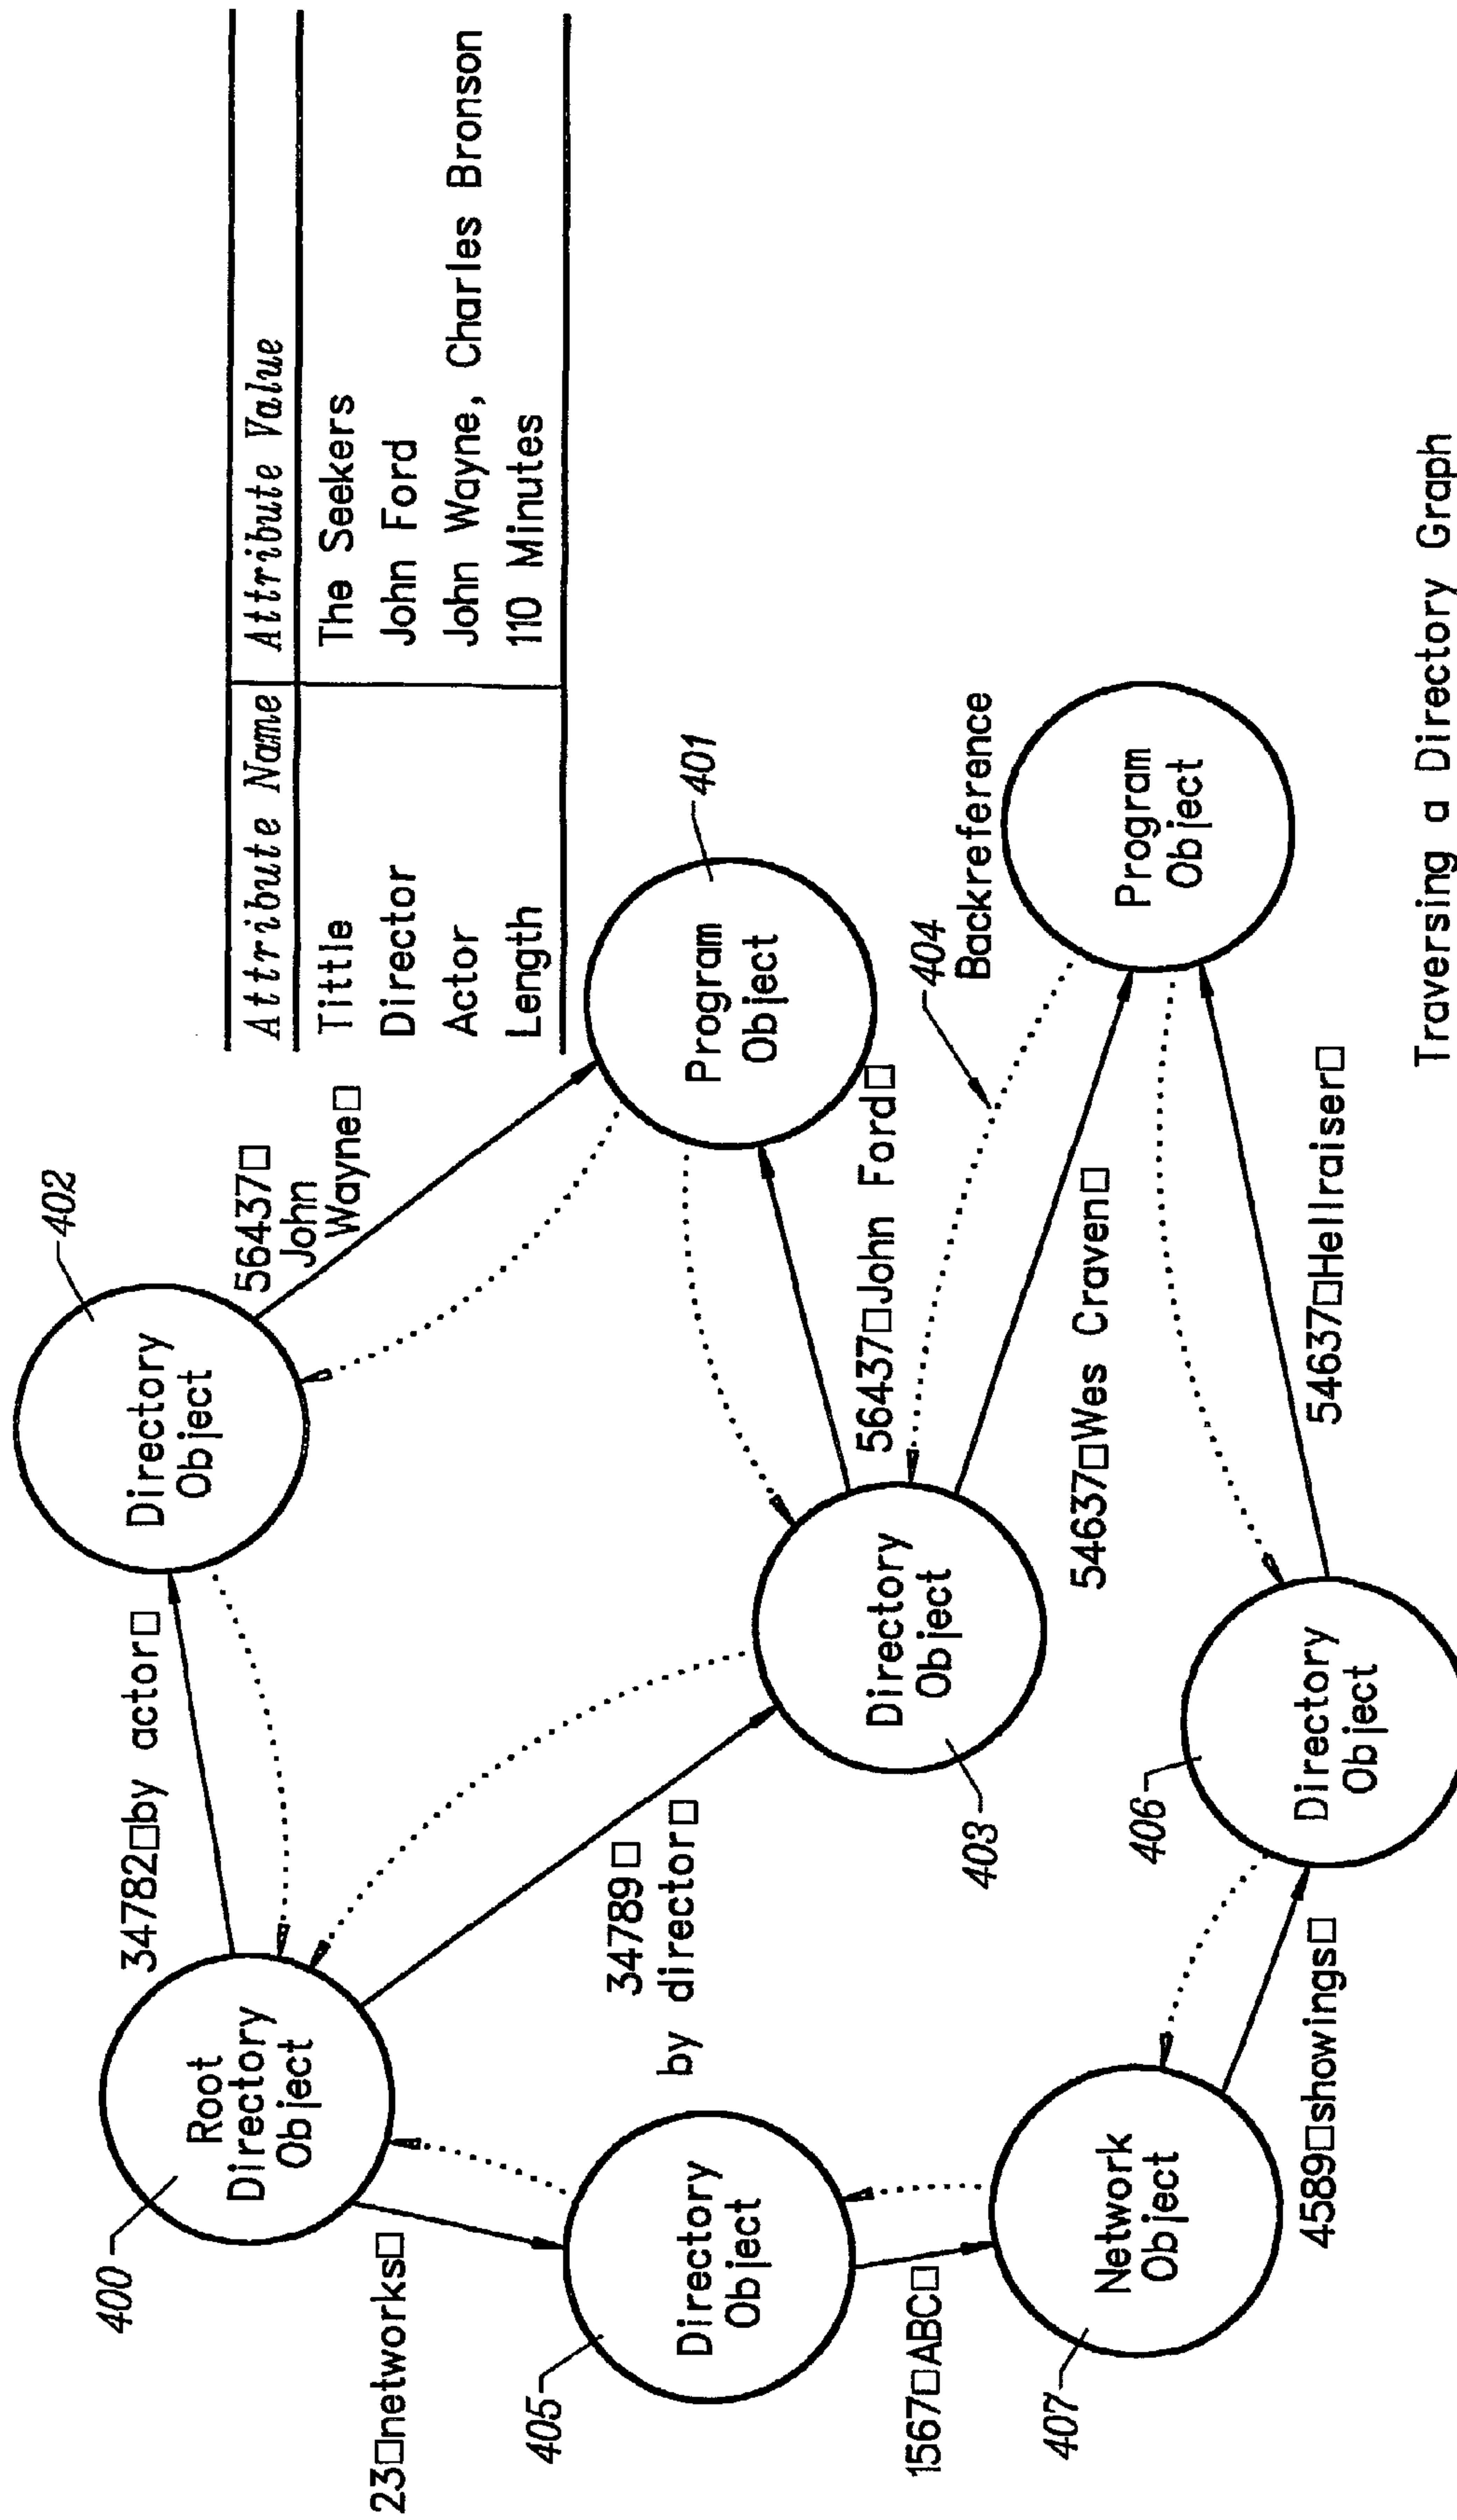 400
Root
Directory
Object
34782□by actor□
402
Directory
Object
56437□
John
Wayne□
Attribute Name Attribute Value
Tittle The Seekers
Director John Ford
Actor John Wayne, Charles Bronson
Length 110 Minutes
23□networks□
34789□
by director□
401
Program
Object
405
Directory
Object
403
Directory
Object
56437□John Ford□
404
Backreference
1567□ABC□
54637□Wes Craven□
Program
Object
407
Network
Object
406
Directory
Object
4589□showings□
54637□Hellraiser□
Traversing a Directory Graph